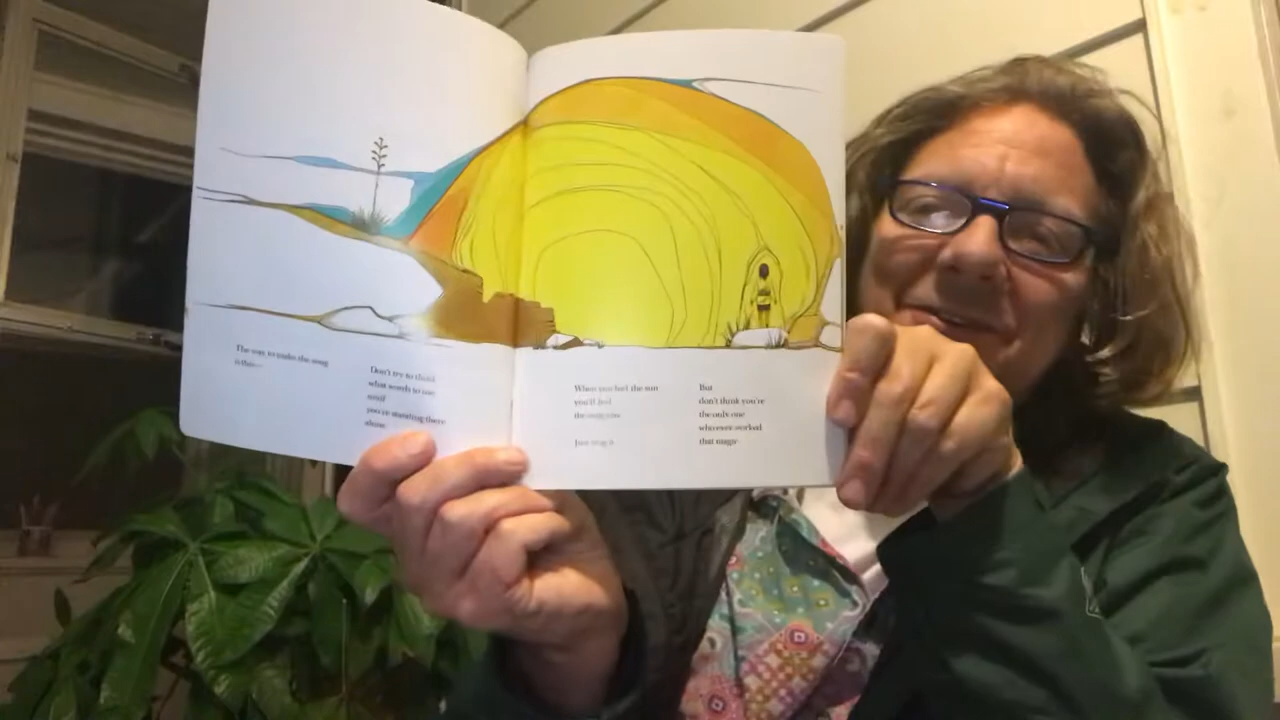 The way to make the song
is this—
Don't try to think
what words to use
until
you're standing there
alone.
When you feel the sun
you'll feel
the song too.
Just sing it.
But
don't think you're
the only one
who ever worked
that magic.